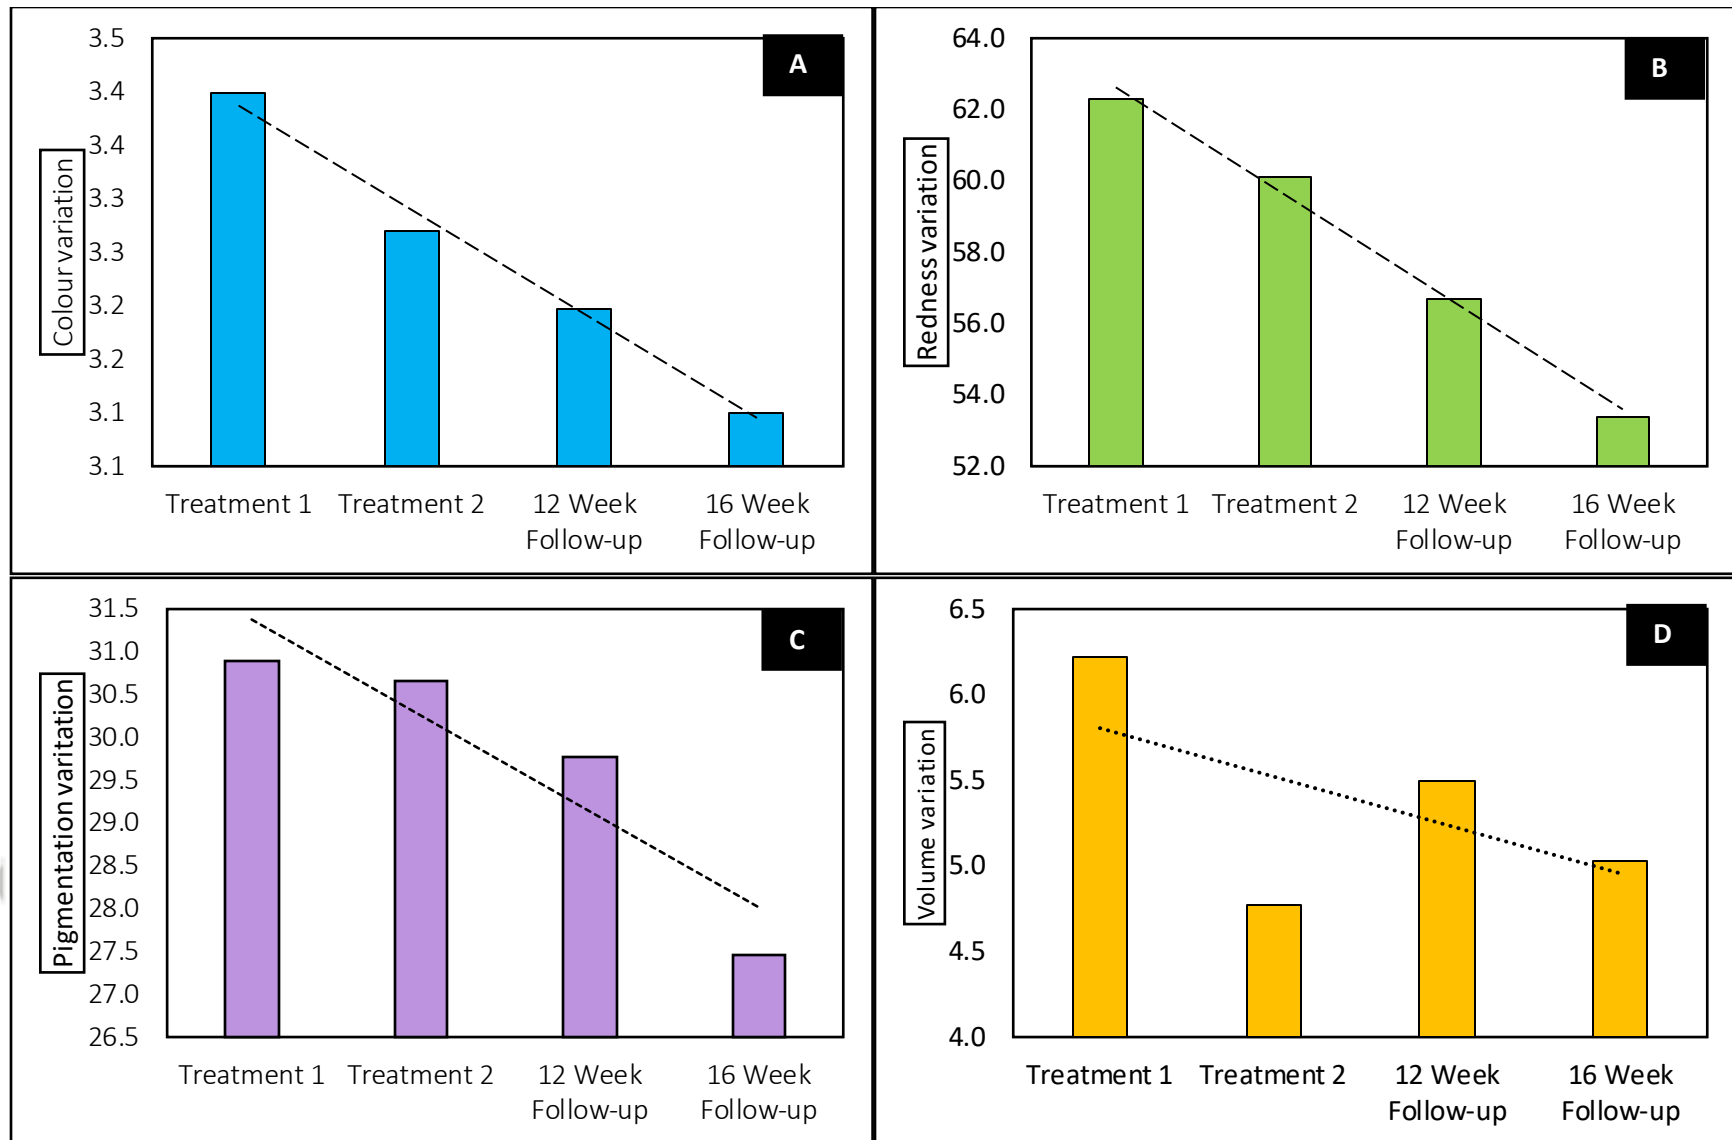 A
Colour variation
3.5
3.4
3.4
3.3
3.3
3.2
3.2
3.1
3.1
Treatment 1
Treatment 2
12 Week
Follow-up
16 Week
Follow-up
B
Redness variation
64.0
62.0
60.0
58.0
56.0
54.0
52.0
Treatment 1
Treatment 2
12 Week
Follow-up
16 Week
Follow-up
C
Pigmentation varitation
31.5
31.0
30.5
30.0
29.5
29.0
28.5
28.0
27.5
27.0
26.5
Treatment 1
Treatment 2
12 Week
Follow-up
16 Week
Follow-up
D
Volume variation
6.5
6.0
5.5
5.0
4.5
4.0
Treatment 1
Treatment 2
12 Week
Follow-up
16 Week
Follow-up